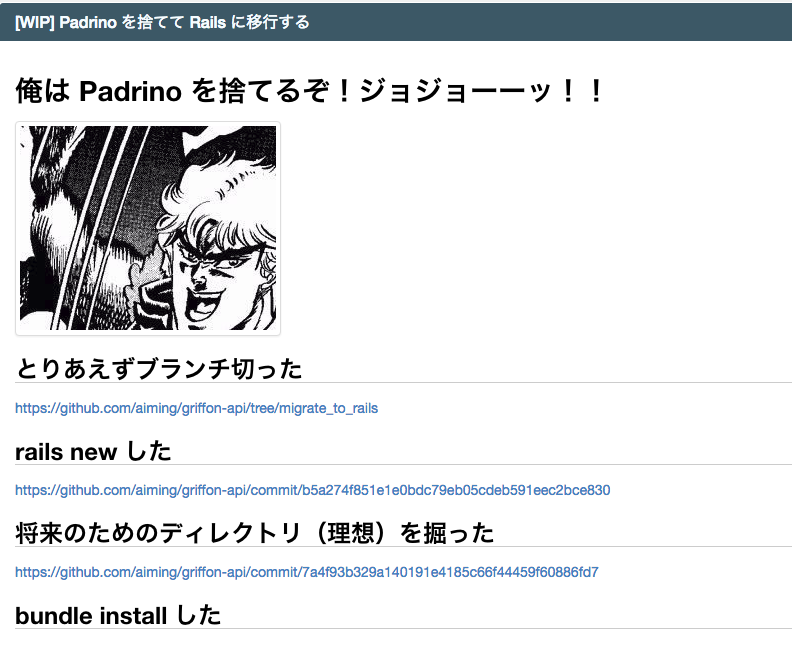 [WIP] Padrino を捨てて Rails に移行する
俺は Padrino を捨てるぞ！ジョジョーーッ！！
とりあえずブランチ切った
https://github.com/aiming/griffon-api/tree/migrate_to_rails
rails new した
https://github.com/aiming/griffon-api/commit/b5a274f851e1e0bdc79eb05cdeb591eec2bce830
将来のためのディレクトリ（理想）を掘った
https://github.com/aiming/griffon-api/commit/7a4f93b329a140191e4185c66f44459f60886fd7
bundle install した